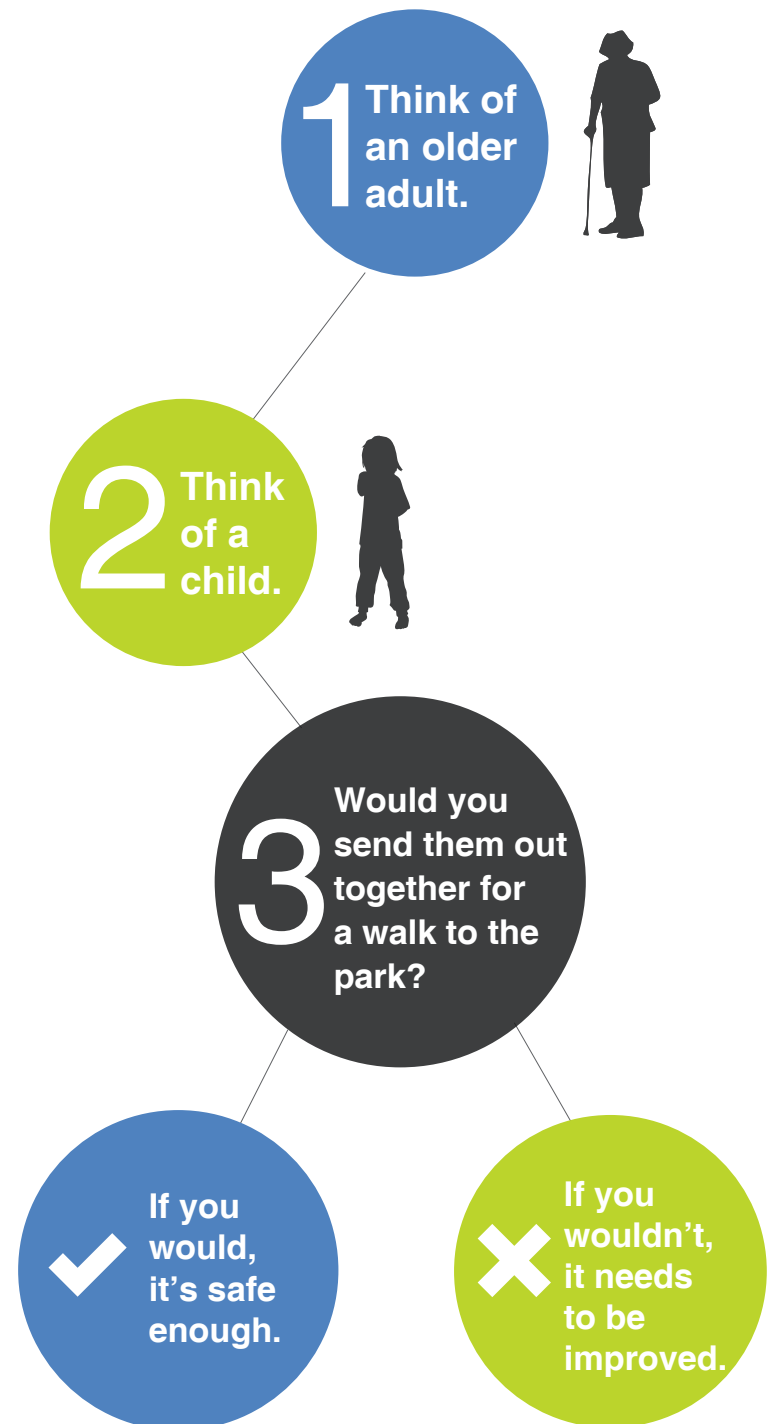 1
Think of
an older
adult.
2
Think
of a
child.
3
Would you
send them out
together for
a walk to the
park?
If you
would,
it's safe
enough.
If you
wouldn't,
it needs
to be
improved.